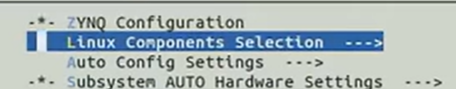 -*- ZYNQ Configuration
Linux Components Selection  --->
Auto Config Settings  --->
-*- Subsystem AUTO Hardware Settings  --->